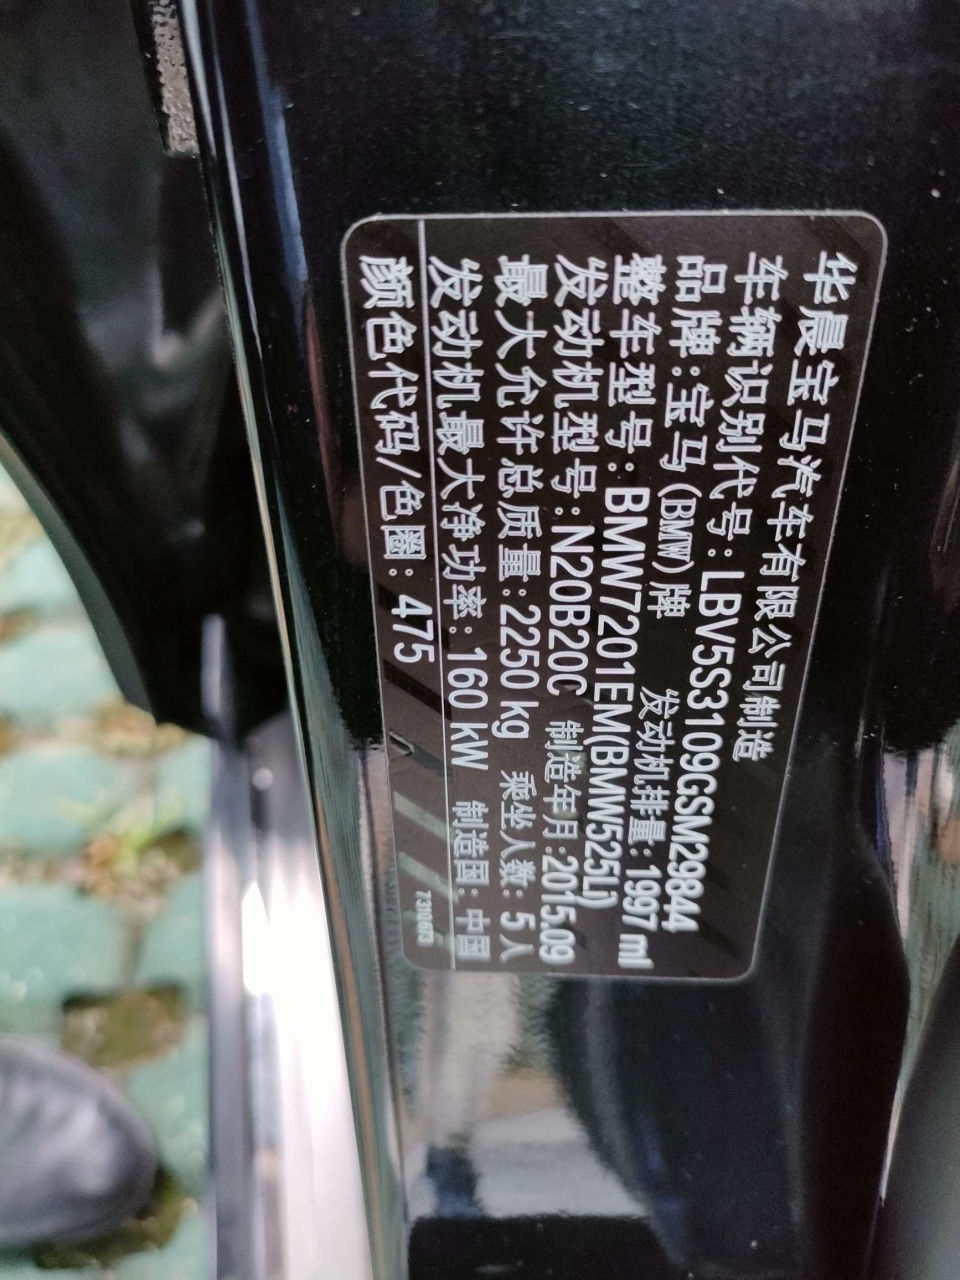 华晨宝马汽车有限公司制造
车辆识别代号:LBV5S3109GSM29844
品牌:宝马(BMW)牌 发动机排量:1997 ml
整车型号:BMW7201EM(BMW525Li)
发动机型号:N20B20C 制造年月:2015.09
最大允许总质量:2250 kg 乘坐人数: 5 人
发动机最大净功率:160 kW 制造国:中国
颜色代码/色圈: 475
7310673